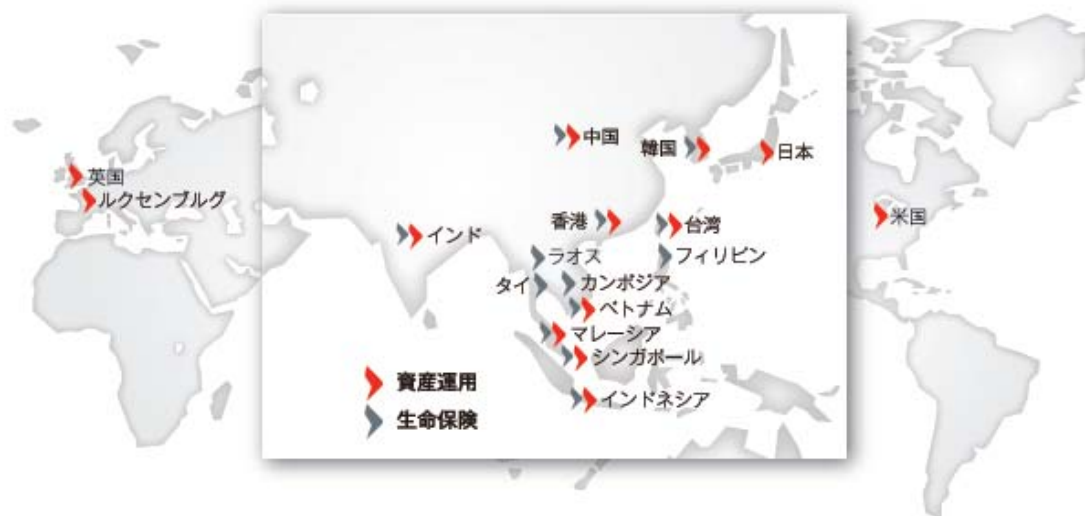 中国
韓国
日本
英国
ルクセンブルグ
米国
香港
台湾
インド
ラオス
フィリピン
タイ
カンボジア
ベトナム
マレーシア
シンガポール
資産運用
インドネシア
生命保険